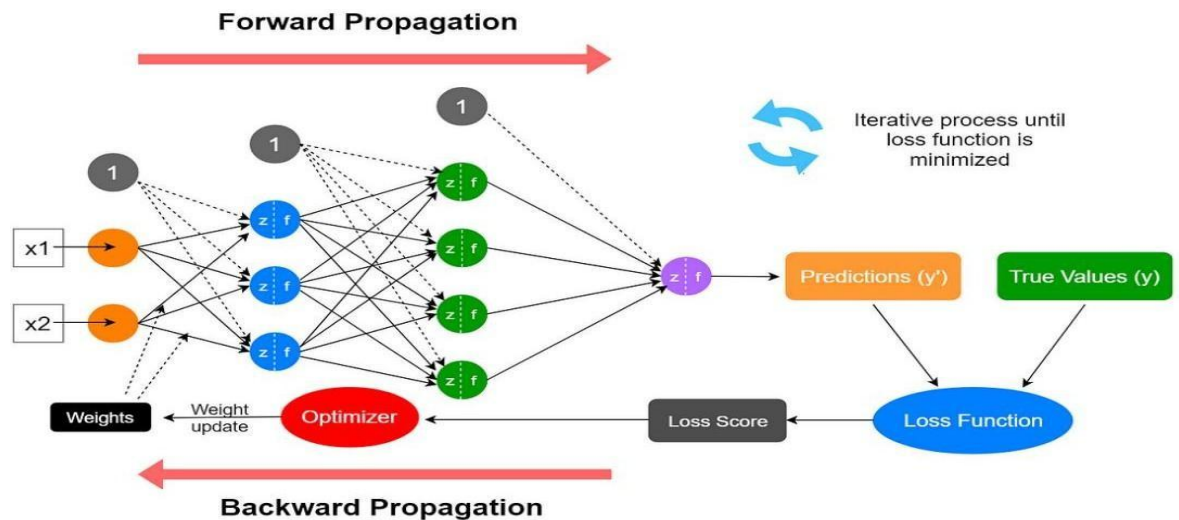 Forward Propagation
1
1
1
Iterative process until
loss function is
minimized
z f
z f
x1
z f
z f
z f
z f
Predictions (y')
True Values (y)
x2
z f
z f
Weights
Weight
update
Optimizer
Loss Score
Loss Function
Backward Propagation